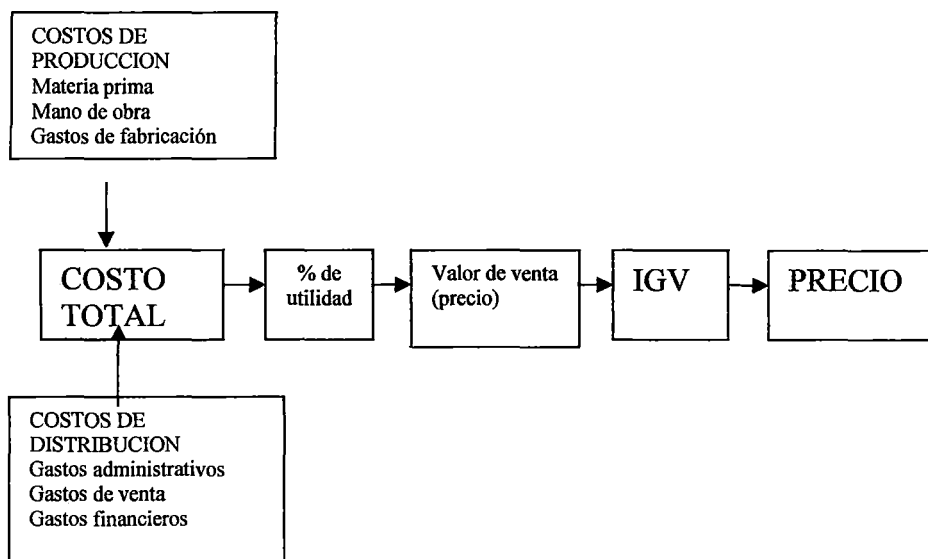 COSTOS DE
PRODUCCION
Materia prima
Mano de obra
Gastos de fabricación
COSTO
TOTAL
% de
utilidad
Valor de venta
(precio)
IGV
PRECIO
COSTOS DE
DISTRIBUCION
Gastos administrativos
Gastos de venta
Gastos financieros